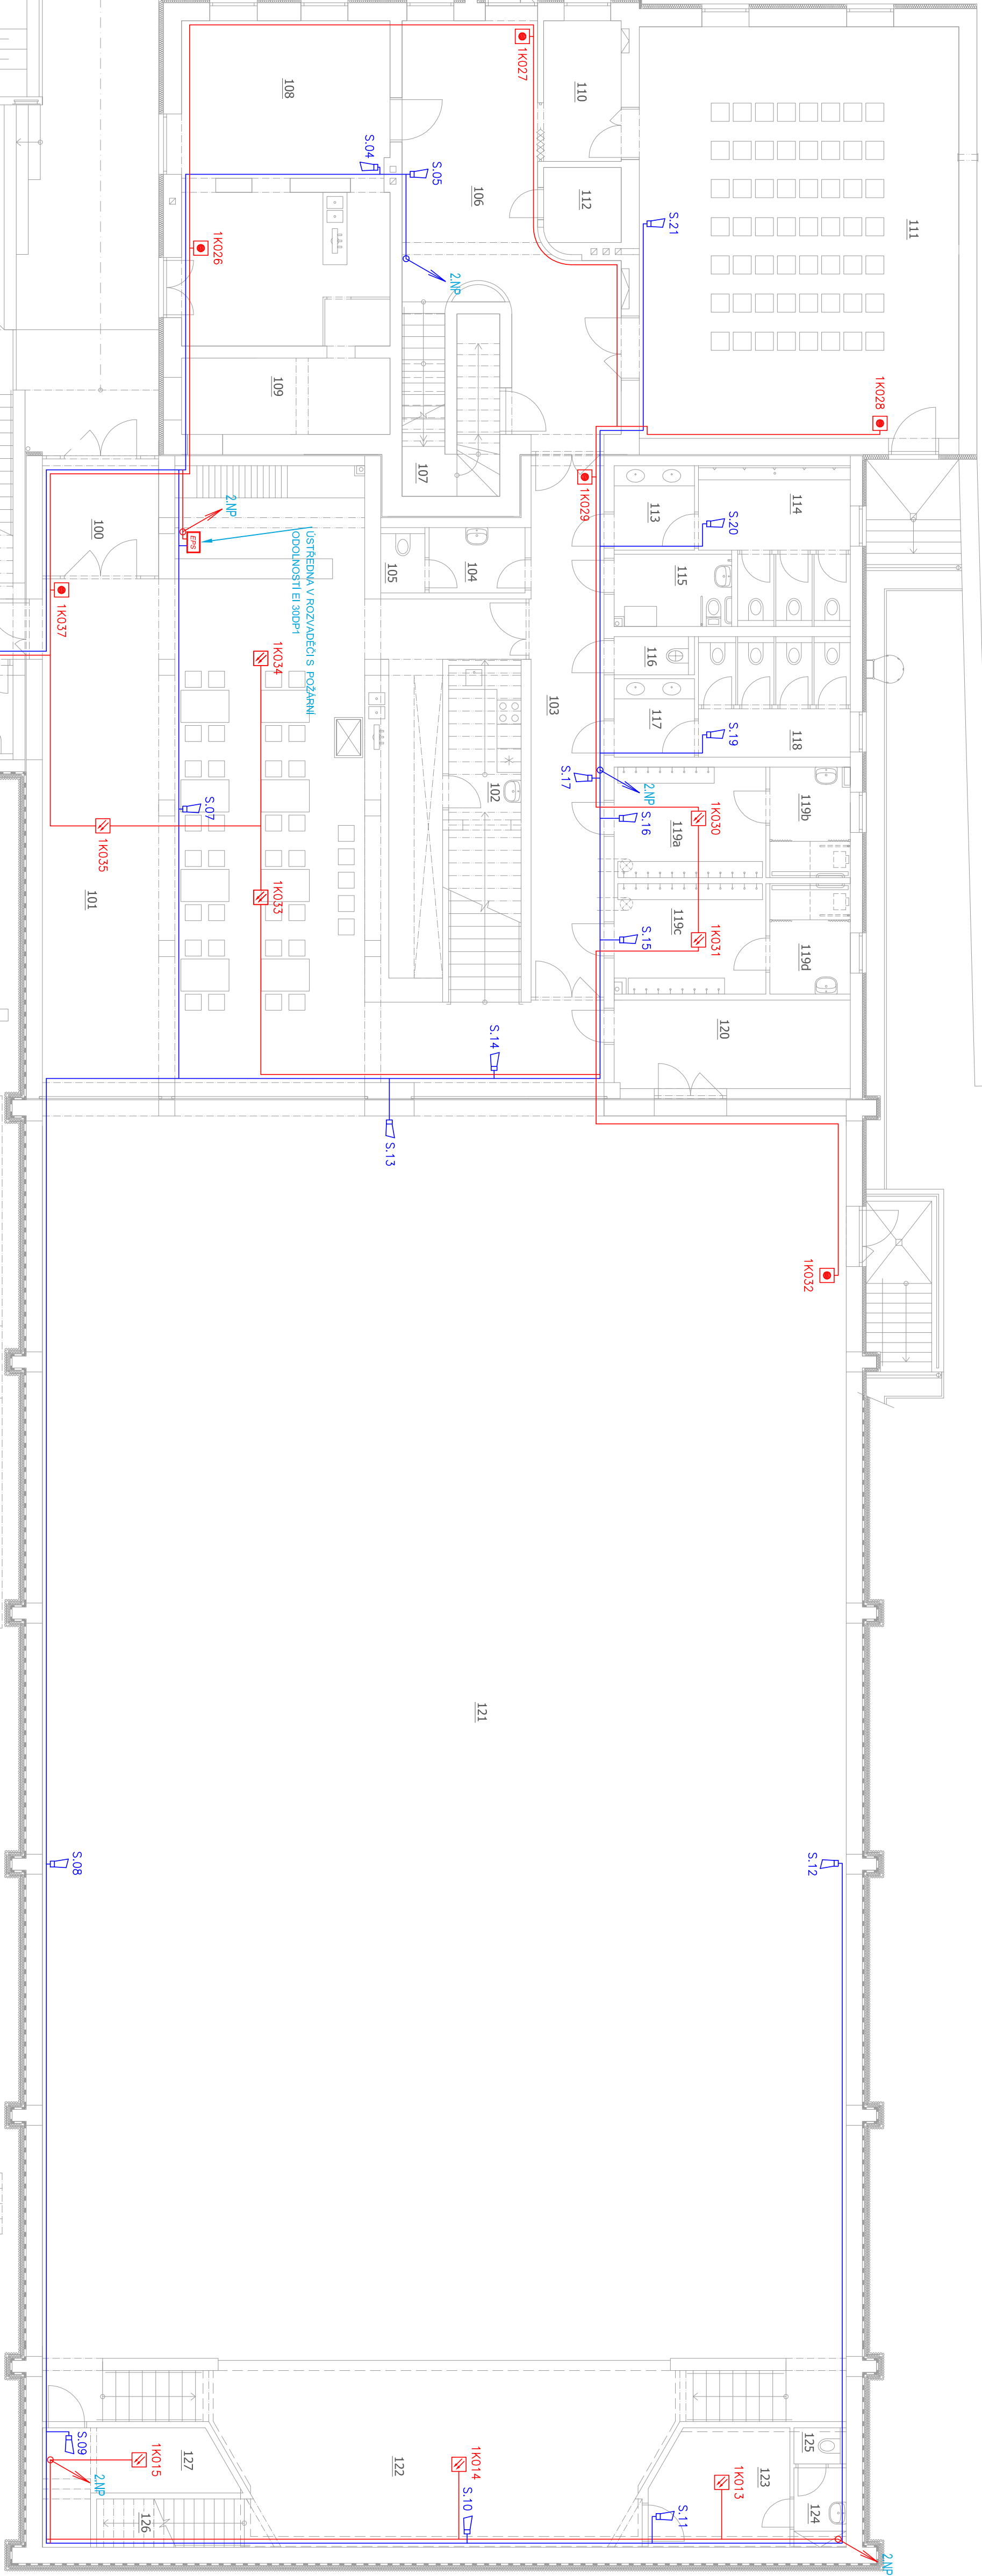 1K027
108
110
S.04
S.05
106
112
S.21
111
1K026
2.NP
1K028
109
107
1K029
113
114
S.20
2.NP
100
EPS
ÚSTŘEDNA V ROZVADĚČI S POŽÁRNÍ
ODOLNOSTÍ EI 30DP1
105
104
115
1K037
1K034
116
103
117
118
S.19
S.17
2.NP
102
119b
S.07
S.16
119a
1K030
1K035
101
1K033
119c
S.15
1K031
119d
S.14
120
S.13
1K032
121
S.08
S.12
S.09
1K015
127
2.NP
122
1K014
S.10
126
S.11
1K013
123
125
124
2.NP